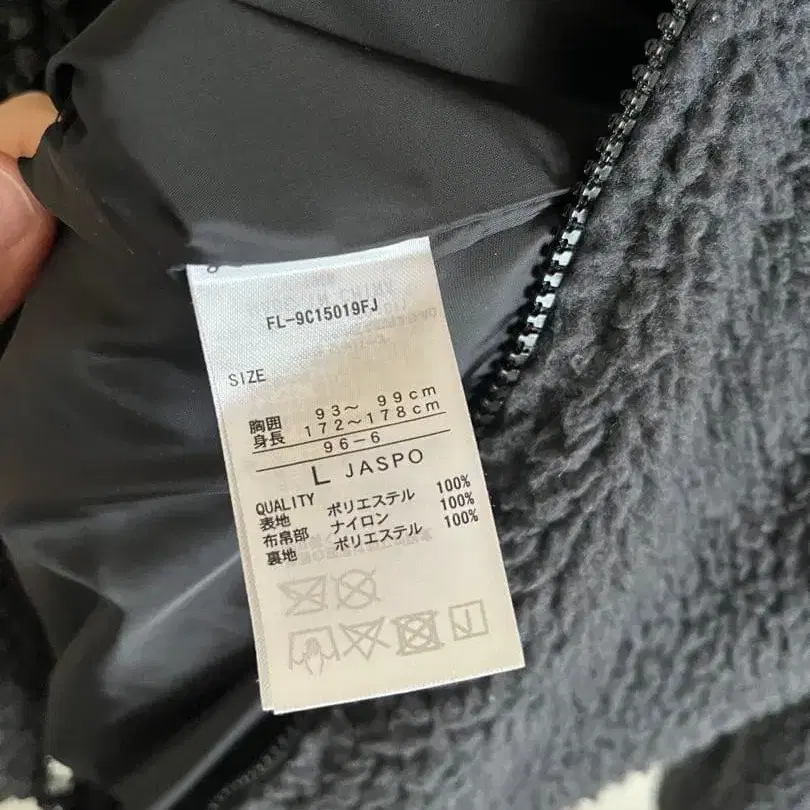 FL-9C15019FJ
SIZE
胸囲 93～ 99cm
身長 172～178cm
96-6
L JASPO
QUALITY
表地 ポリエステル 100%
布帛部 ナイロン 100%
裏地 ポリエステル 100%